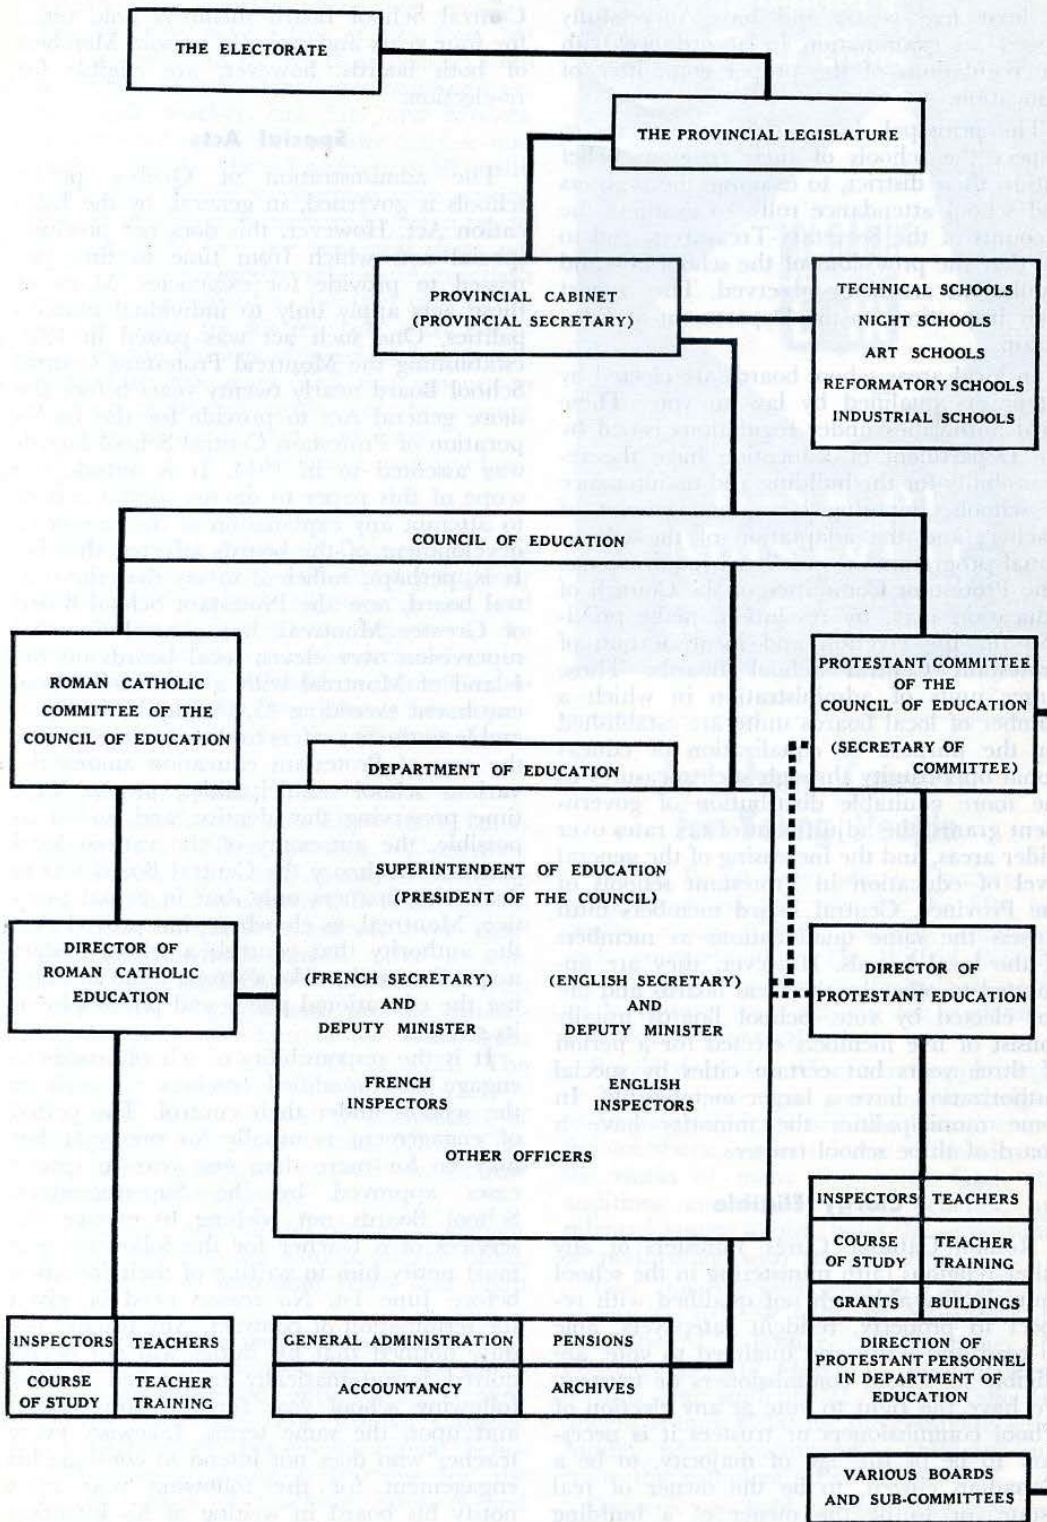 THE ELECTORATE
THE PROVINCIAL LEGISLATURE
PROVINCIAL CABINET
(PROVINCIAL SECRETARY)
TECHNICAL SCHOOLS
NIGHT SCHOOLS
ART SCHOOLS
REFORMATORY SCHOOLS
INDUSTRIAL SCHOOLS
COUNCIL OF EDUCATION
ROMAN CATHOLIC
COMMITTEE OF THE
COUNCIL OF EDUCATION
PROTESTANT COMMITTEE
OF THE
COUNCIL OF EDUCATION
(SECRETARY OF
COMMITTEE)
DEPARTMENT OF EDUCATION
SUPERINTENDENT OF EDUCATION
(PRESIDENT OF THE COUNCIL)
(FREFCH SECRETARY)
AND
DEPUTY MINISTER
FRENCH
INSPECTORS
(ENGLISH SECRETARY)
DEPUTY MINISTER
ENGLISH
INSPECTORS
OTHER OFFICERS
DIRECTOR OF
ROMAN CATHOLIC
EDUCATION
DIRECTOR OF
PROTESTANT EDUCATION
INSPECTORS
TEACHERS
COURSE
OF STUDY
TEACHER
TRAINING
GRANTS
BUILDINGS
DIRECTION OF
PROTESTANT PERSONNEL
IN DEPARTMENT OF
EDUCATION
INSPECTORS
TEACHERS
COURSE
OF STUDY
TEACHER
TRAINING
GENERAL ADMINISTRATION
PENSIONS
ACCOUNTANCY
ARCHIVES
VARIOUS BOARDS
AND SUB-COMMITTEES